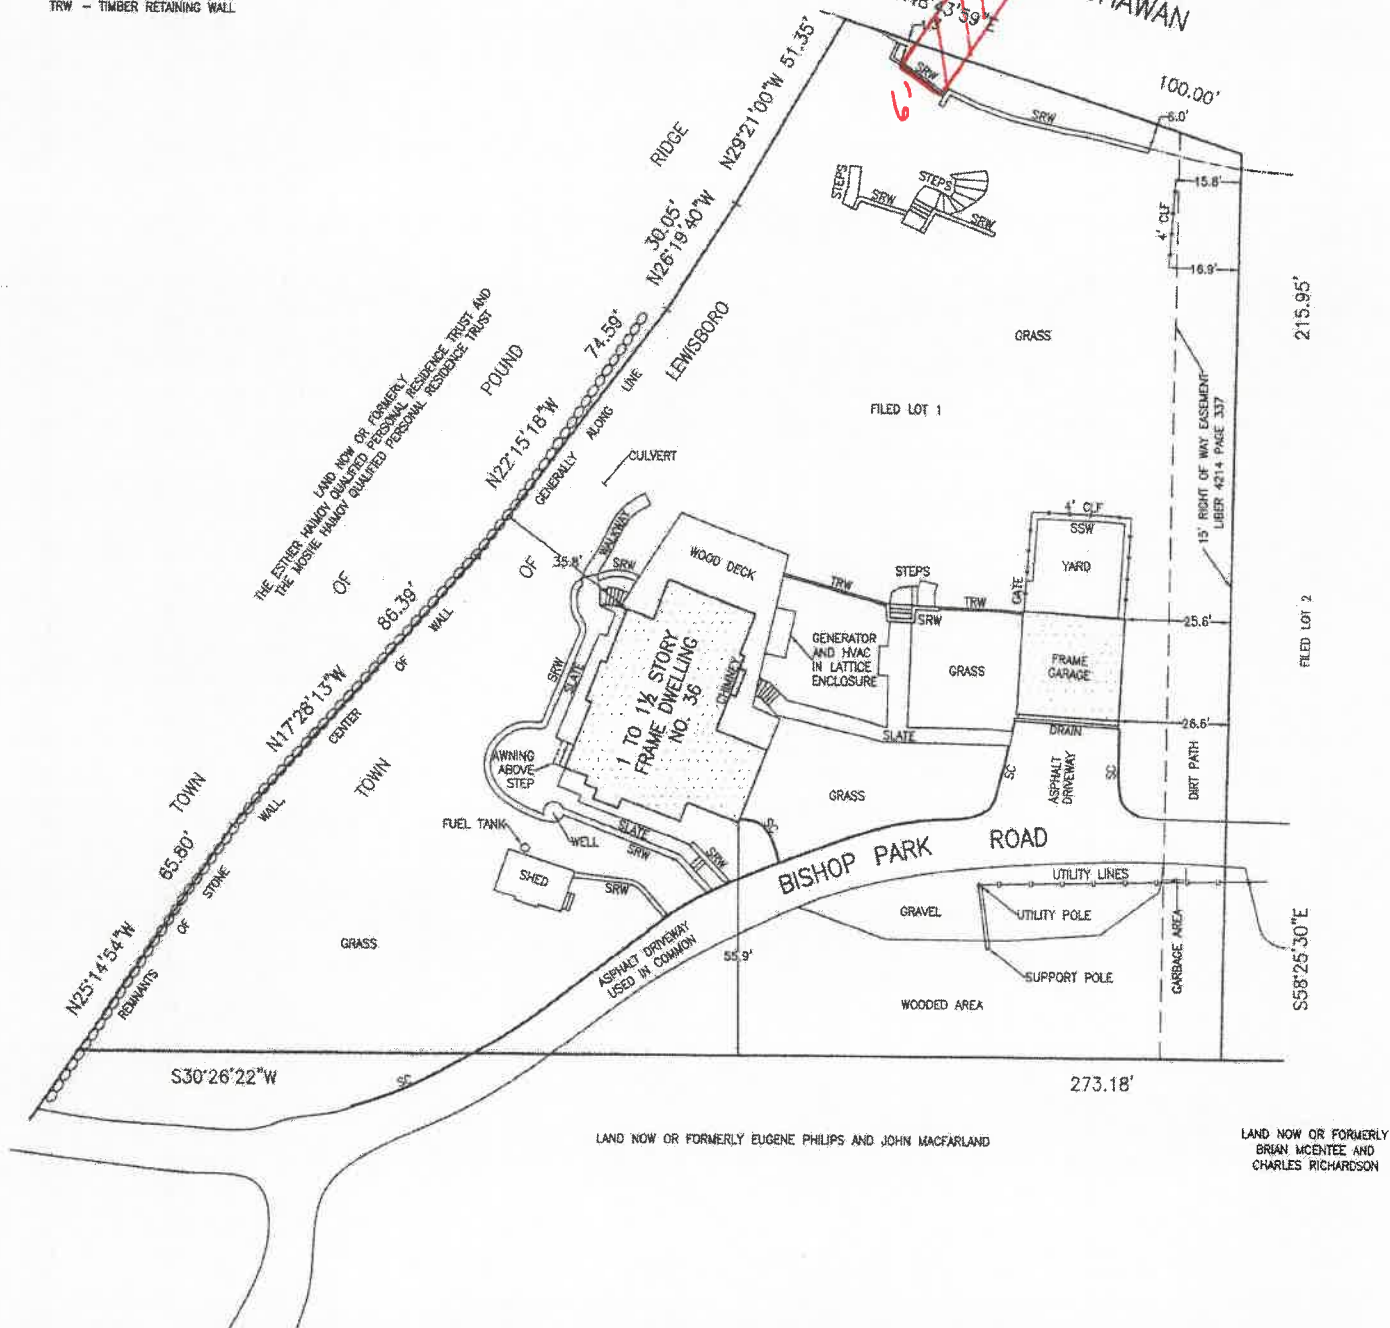 TRW - TIMBER RETAINING WALL
48°43'59"E
HAWAN
1.3'
SRW
6'
100.00'
SRW
6.0'
N29°21'00"W 51.35'
RIDGE
STEPS
SRW
STEPS
SRW
15.8'
4' CLF
16.9'
30.05'
N26°19'40"W
215.95'
GRASS
74.59'
LEWISBORO
LAND NOW OR FORMERLY
THE ESTHER HAIMOV QUALIFIED PERSONAL RESIDENCE TRUST AND
THE MOSHE HAIMOV QUALIFIED PERSONAL RESIDENCE TRUST
POUND
N22°15'18"W
GENERALLY ALONG LINE
FILED LOT 1
15' RIGHT OF WAY EASEMENT
LIBER 4214 PAGE 337
CULVERT
WALKWAY
35.8'
SRW
WOOD DECK
4' CLF
SSW
YARD
GATE
OF
OF
86.39'
WALL
TRW
STEPS
SRW
TRW
25.6'
FILED LOT 2
GENERATOR
AND HVAC
IN LATTICE
ENCLOSURE
GRASS
FRAME
GARAGE
1 TO 1½ STORY
FRAME DWELLING
NO. 36
CHIMNEY
SRW
SLATE
N17°28'13"W
CENTER OF
SLATE
DRAIN
26.6'
AWNING
ABOVE
STEP
SC
ASPHALT
DRIVEWAY
SC
DIRT PATH
TOWN
TOWN
GRASS
WALL
FUEL TANK
WELL
SLATE
SRW
SRW
BISHOP PARK ROAD
65.80'
SHED
SRW
UTILITY LINES
GRAVEL
UTILITY POLE
GARBAGE AREA
SUPPORT POLE
WOODED AREA
S58°25'30"E
GRASS
ASPHALT DRIVEWAY
USED IN COMMON
55.9'
N25°14'54"W
REMNANTS OF STONE
S30°26'22"W
SC
273.18'
LAND NOW OR FORMERLY EUGENE PHILIPS AND JOHN MACFARLAND
LAND NOW OR FORMERLY
BRIAN MCENTEE AND
CHARLES RICHARDSON